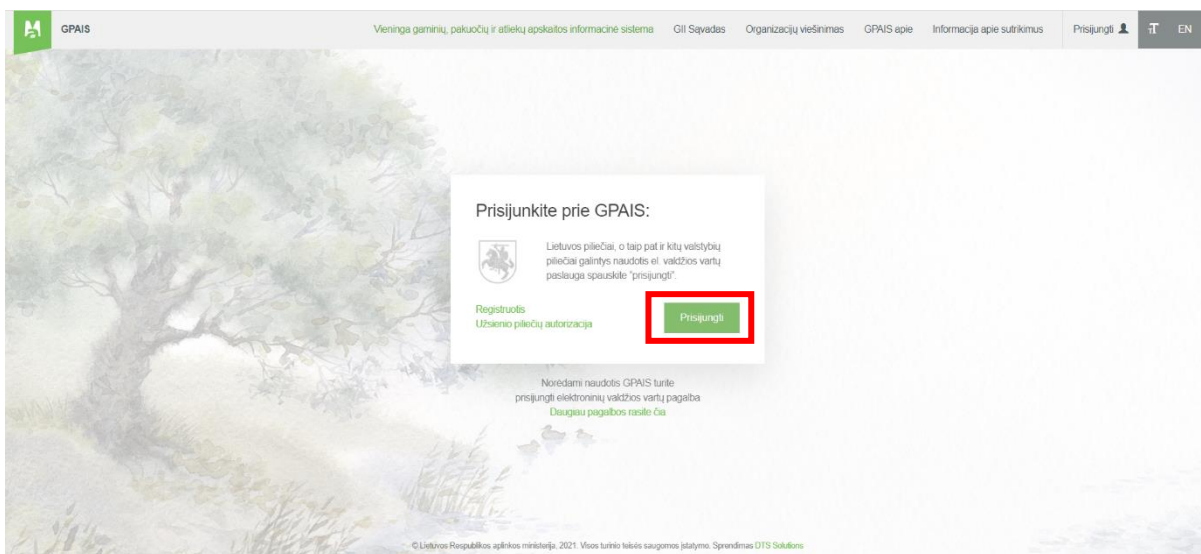 GPAIS
Vieninga gaminių, pakuočių ir atliekų apskaitos informacinė sistema
GII Sąvadas
Organizacijų viešinimas
GPAIS apie
Informacija apie sutrikimus
Prisijungti
EN
Prisijunkite prie GPAIS:
Lietuvos piliečiai, o taip pat ir kitų valstybių
piliečiai galintys naudotis el. valdžios vartų
paslauga spauskite "prisijungti".
Registruotis
Užsienio piliečių autorizacija
Prisijungti
Norėdami naudotis GPAIS turite
prisijungti elektroninių valdžios vartų pagalba
Daugiau pagalbos rasite čia
© Lietuvos Respublikos aplinkos ministerija, 2021. Visos turinio teisės saugomos įstatymo. Sprendimas DTS Solutions